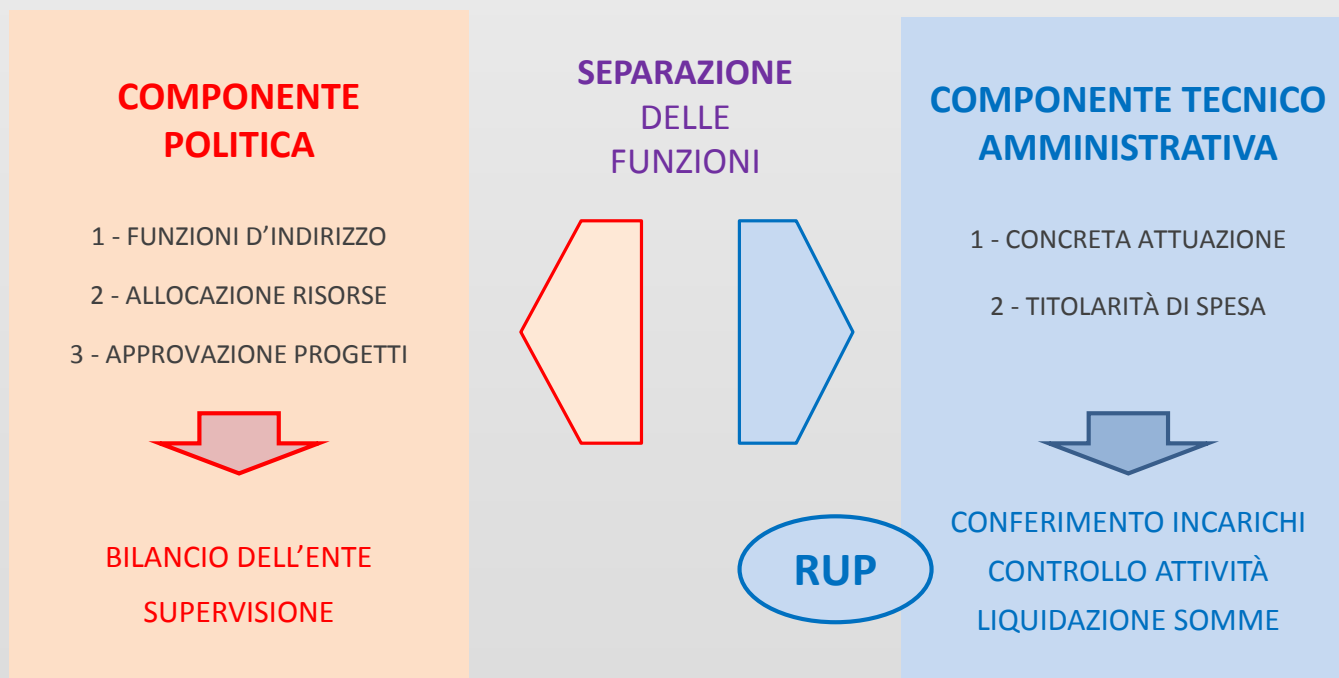 COMPONENTE
POLITICA
1 - FUNZIONI D’INDIRIZZO
2 - ALLOCAZIONE RISORSE
3 - APPROVAZIONE PROGETTI
BILANCIO DELL’ENTE
SUPERVISIONE
SEPARAZIONE
DELLE
FUNZIONI
RUP
COMPONENTE TECNICO
AMMINISTRATIVA
1 - CONCRETA ATTUAZIONE
2 - TITOLARITÀ DI SPESA
CONFERIMENTO INCARICHI
CONTROLLO ATTIVITÀ
LIQUIDAZIONE SOMME